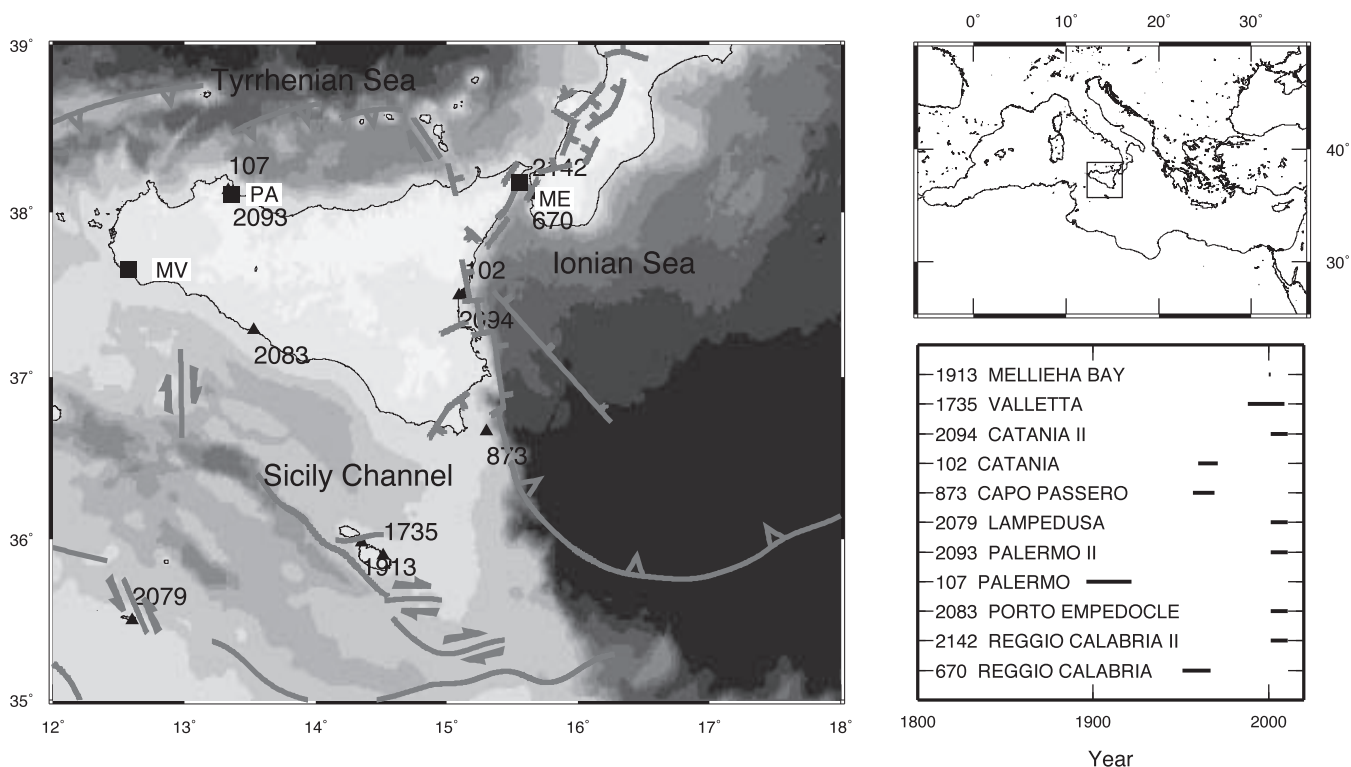 39°
38°
37°
36°
35°
12°
13°
14°
15°
16°
17°
18°
Tyrrhenian Sea
107
PA
2093
2142
ME
670
MV
Ionian Sea
102
2094
2083
873
Sicily Channel
1735
1913
2079
0°
10°
20°
30°
40°
30°
1913 MELLIEHA BAY
1735 VALLETTA
2094 CATANIA II
102 CATANIA
873 CAPO PASSERO
2079 LAMPEDUSA
2093 PALERMO II
107 PALERMO
2083 PORTO EMPEDOCLE
2142 REGGIO CALABRIA II
670 REGGIO CALABRIA
1800
1900
2000
Year